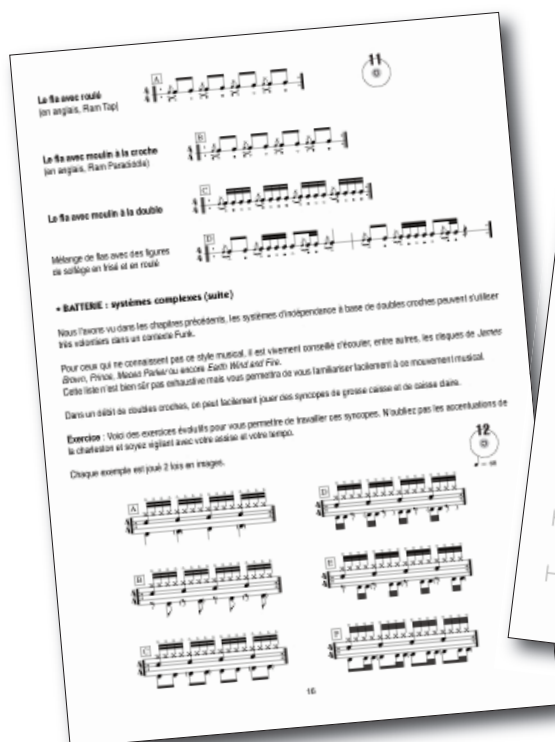 11
A
Le fla avec roulé
(en anglais, Flam Tap)
B
Le fla avec moulin à la croche
(en anglais, Flam Paradiddle)
C
Le fla avec moulin à la double
D
Mélange de flas avec des figures
de solfège en frisé et en roulé
• BATTERIE : systèmes complexes (suite)
Nous l'avons vu dans les chapitres précédents, les systèmes d'indépendance à base de doubles croches peuvent s'utiliser
très volontiers dans un contexte Funk.
Pour ceux qui ne connaissent pas ce style musical, il est vivement conseillé d'écouter, entre autres, les disques de James
Brown, Prince, Maceo Parker ou encore Earth Wind and Fire.
Cette liste n'est bien sûr pas exhaustive mais vous permettra de vous familiariser facilement à ce mouvement musical.
Dans un débit de doubles croches, on peut facilement jouer des syncopes de grosse caisse et de caisse claire.
Exercice : Voici des exercices évolutifs pour vous permettre de travailler ces syncopes. N'oubliez pas les accentuations de
la charleston et soyez vigilant avec votre assise et votre tempo.
12
Chaque exemple est joué 2 fois en images.
A
D
B
E
C
F
16